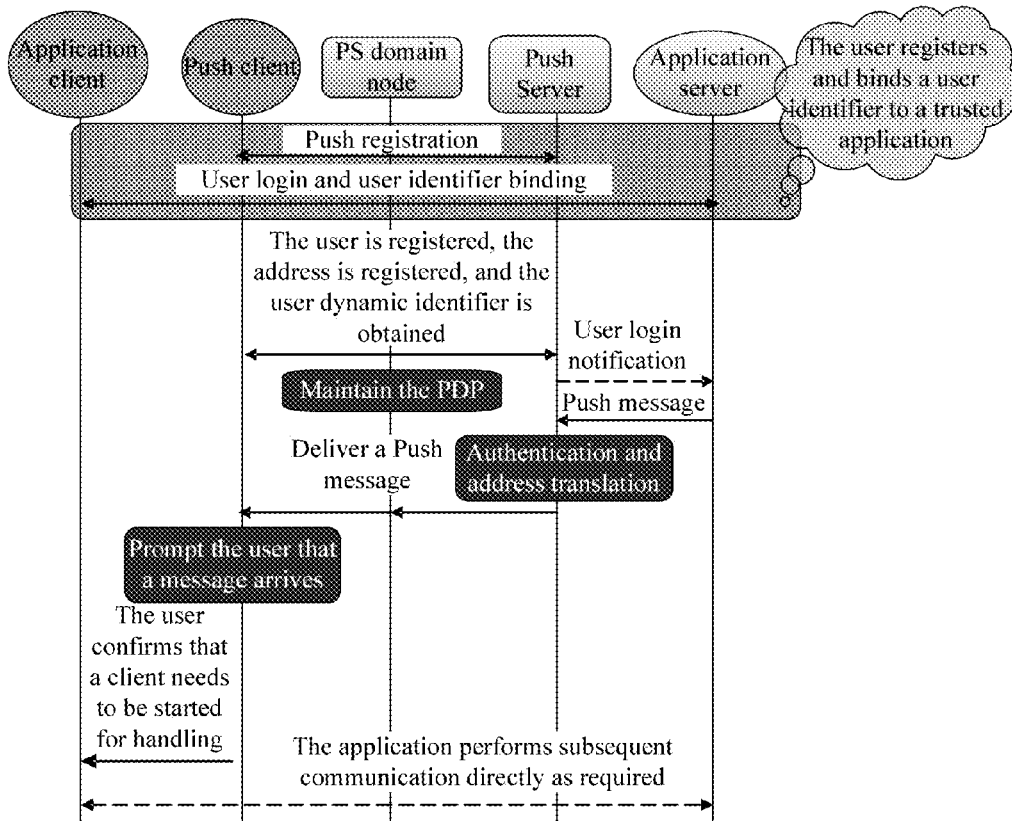 Application
client
Push client
PS domain
node
Push
Server
Application
server
The user registers
and binds a user
identifier to a trusted
application
Push registration
User login and user identifier binding
The user is registered, the
address is registered, and the
user dynamic identifier is
obtained
User login
notification
Maintain the PDP
Push message
Deliver a Push
message
Authentication and
address translation
Prompt the user that
a message arrives
The user
confirms that
a client needs
to be started
for handling
The application performs subsequent
communication directly as required